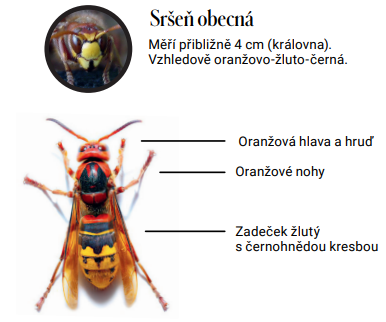 Sršeň obecná
Měří přibližně 4 cm (královna).
Vzhledově oranžovo-žluto-černá.
Oranžová hlava a hruď
Oranžové nohy
Zadeček žlutý
s černohnědou kresbou